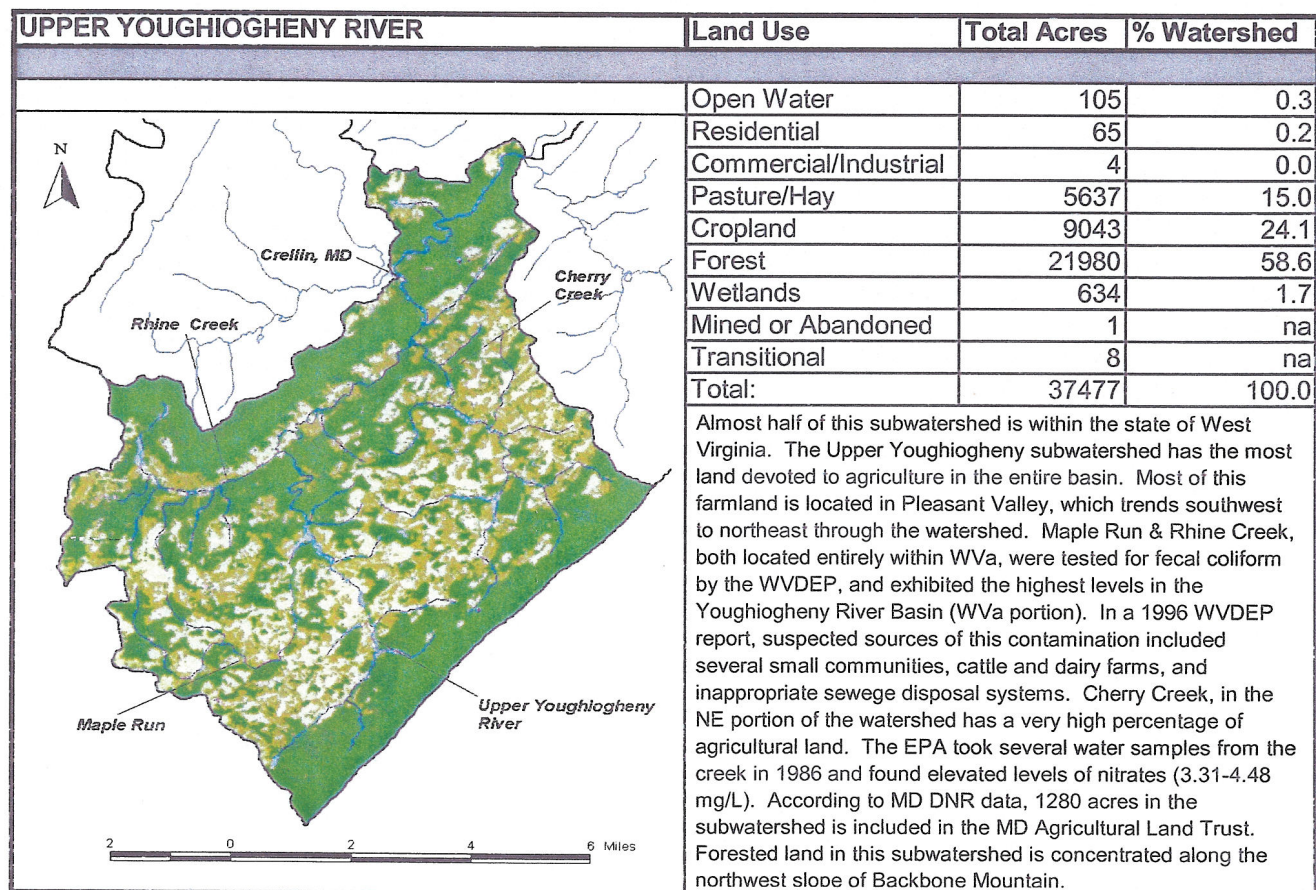 UPPER YOUGHIOGHENY RIVER
Land Use Total Acres % Watershed
Open Water 105 0.3
Residential 65 0.2
Commercial/Industrial 4 0.0
Pasture/Hay 5637 15.0
Cropland 9043 24.1
Forest 21980 58.6
Wetlands 634 1.7
Mined or Abandoned 1 na
Transitional 8 na
Total: 37477 100.0
N
Crellin, MD
Cherry
Creek
Rhine Creek
Maple Run
Upper Youghiogheny
River
2 0 2 4 6 Miles
Almost half of this subwatershed is within the state of West
Virginia. The Upper Youghiogheny subwatershed has the most
land devoted to agriculture in the entire basin. Most of this
farmland is located in Pleasant Valley, which trends southwest
to northeast through the watershed. Maple Run & Rhine Creek,
both located entirely within WVa, were tested for fecal coliform
by the WVDEP, and exhibited the highest levels in the
Youghiogheny River Basin (WVa portion). In a 1996 WVDEP
report, suspected sources of this contamination included
several small communities, cattle and dairy farms, and
inappropriate sewege disposal systems. Cherry Creek, in the
NE portion of the watershed has a very high percentage of
agricultural land. The EPA took several water samples from the
creek in 1986 and found elevated levels of nitrates (3.31-4.48
mg/L). According to MD DNR data, 1280 acres in the
subwatershed is included in the MD Agricultural Land Trust.
Forested land in this subwatershed is concentrated along the
northwest slope of Backbone Mountain.